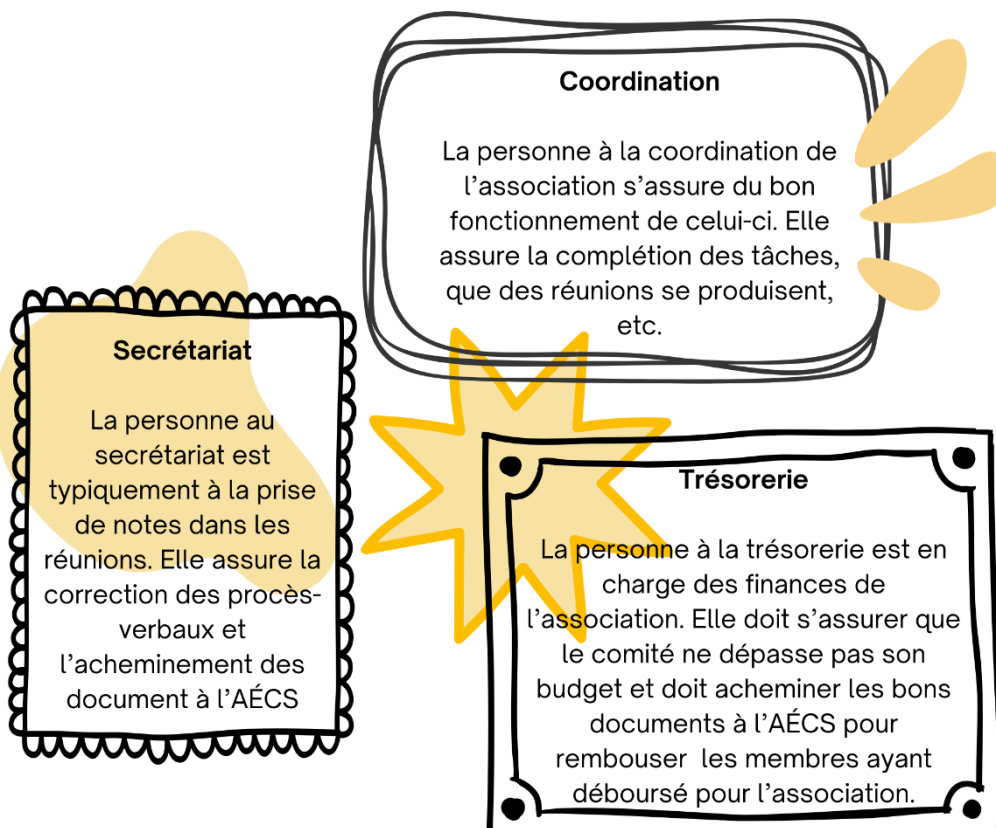 Coordination
La personne à la coordination de
l'association s'assure du bon
fonctionnement de celui-ci. Elle
assure la complétion des tâches,
que des réunions se produisent,
etc.
Secrétariat
La personne au
secrétariat est
typiquement à la prise
de notes dans les
réunions. Elle assure la
correction des procès-
verbaux et
l'acheminement des
document à l'AÉCS
Trésorerie
La personne à la trésorerie est en
charge des finances de
l'association. Elle doit s'assurer que
le comité ne dépasse pas son
budget et doit acheminer les bons
documents à l'AÉCS pour
rembouser les membres ayant
déboursé pour l'association.